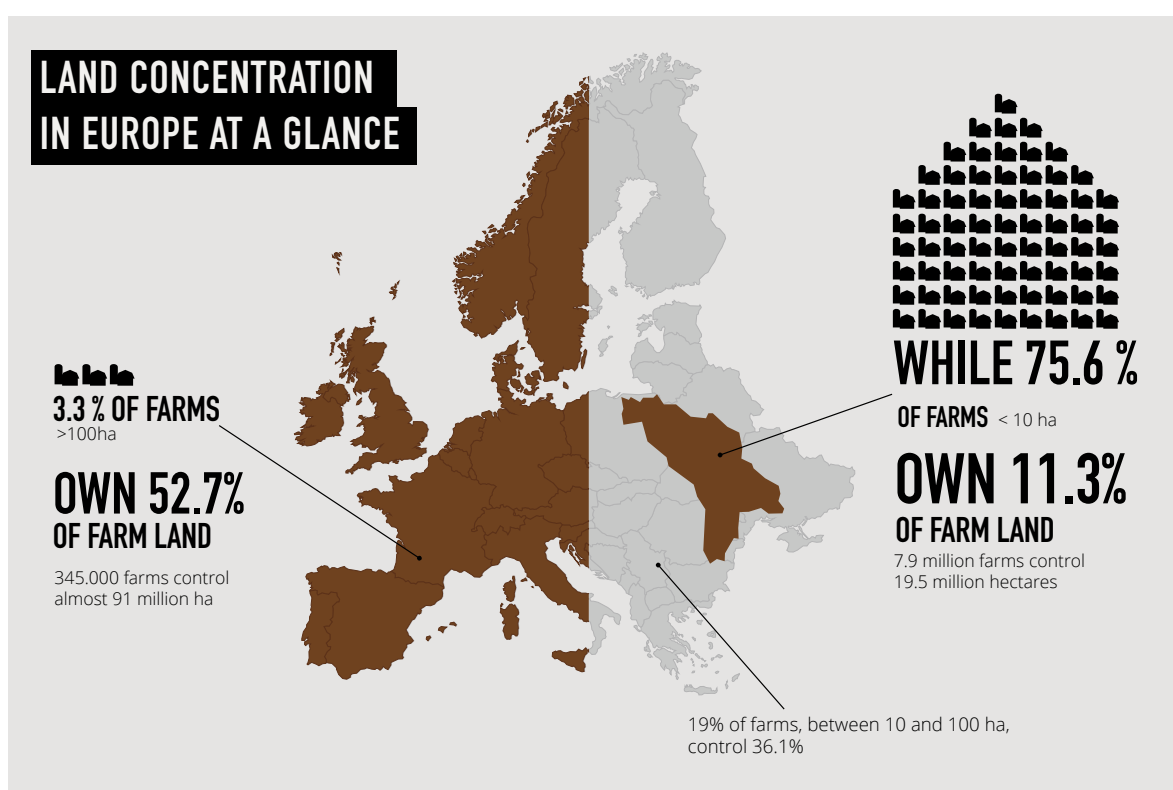 LAND CONCENTRATION
IN EUROPE AT A GLANCE
3.3 % OF FARMS
>100ha
OWN 52.7%
OF FARM LAND
345.000 farms control
almost 91 million ha
WHILE 75.6 %
OF FARMS < 10 ha
OWN 11.3%
OF FARM LAND
7.9 million farms control
19.5 million hectares
19% of farms, between 10 and 100 ha,
control 36.1%